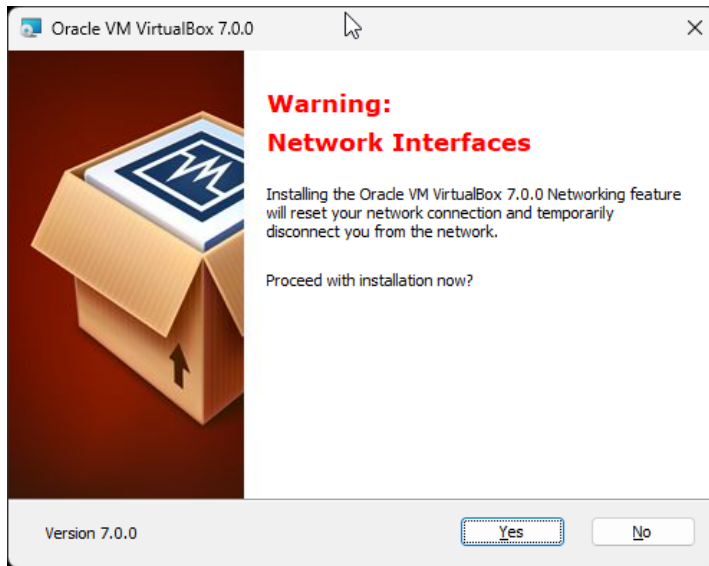 Oracle VM VirtualBox 7.0.0
Warning:
Network Interfaces
Installing the Oracle VM VirtualBox 7.0.0 Networking feature
will reset your network connection and temporarily
disconnect you from the network.
Proceed with installation now?
Version 7.0.0
Yes
No